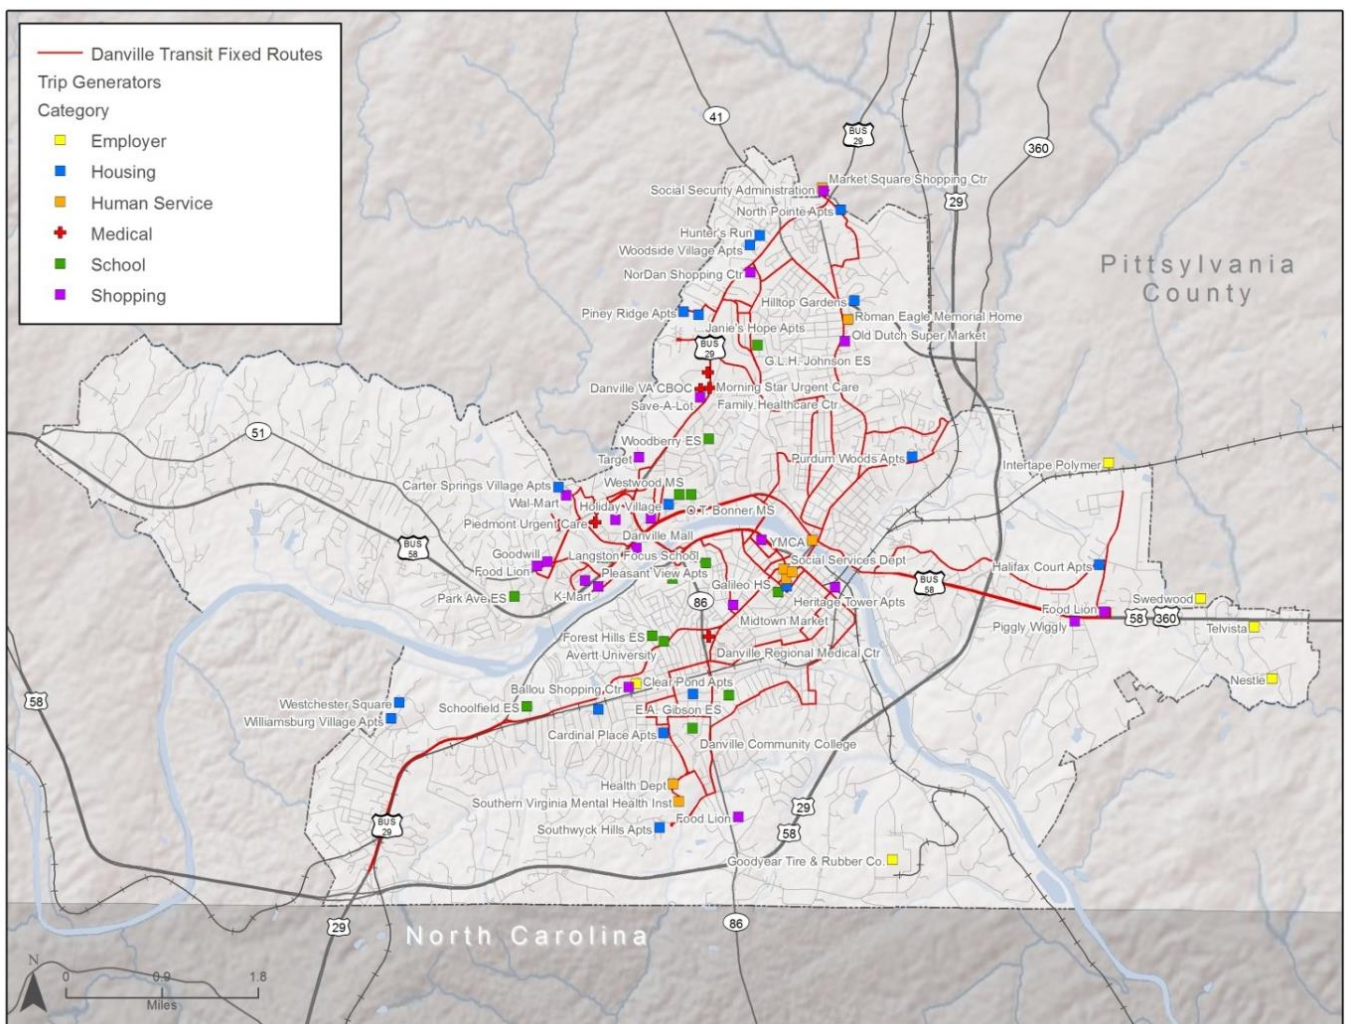 Danville Transit Fixed Routes
Trip Generators
Category
Employer
Housing
Human Service
Medical
School
Shopping
41
BUS
29
360
29
Market Square Shopping Ctr
Social Security Administration
North Pointe Apts
Hunter's Run
Woodside Village Apts
NorDan Shopping Ctr
Pittsylvania
County
Hilltop Gardens
Piney Ridge Apts
Roman Eagle Memorial Home
Janie's Hope Apts
Old Dutch Super Market
BUS
29
G.L.H. Johnson ES
Danville VA CBOC
Morning Star Urgent Care
Save-A-Lot
Family Healthcare Ctr
51
Woodberry ES
Target
Purdum Woods Apts
Intertape Polymer
Carter Springs Village Apts
Westwood MS
Wal-Mart
Holiday Village
O.T. Bonner MS
Piedmont Urgent Care
Danville Mall
YMCA
BUS
58
Goodwill
Langston Focus School
Social Services Dept
Food Lion
Pleasant View Apts
Halifax Court Apts
Galileo HS
BUS
58
Park Ave ES
K-Mart
86
Heritage Tower Apts
Swedwood
Food Lion
58
360
Midtown Market
Piggly Wiggly
Telvista
Forest Hills ES
Avertt University
Danville Regional Medical Ctr
Nestle
Clear Pond Apts
Ballou Shopping Ctr
58
Westchester Square
Schoolfield ES
E.A. Gibson ES
Williamsburg Village Apts
Cardinal Place Apts
Danville Community College
Health Dept
Southern Virginia Mental Health Inst
29
Food Lion
BUS
29
Southwyck Hills Apts
58
Goodyear Tire & Rubber Co.
29
86
North Carolina
N
0
0.9
1.8
Miles